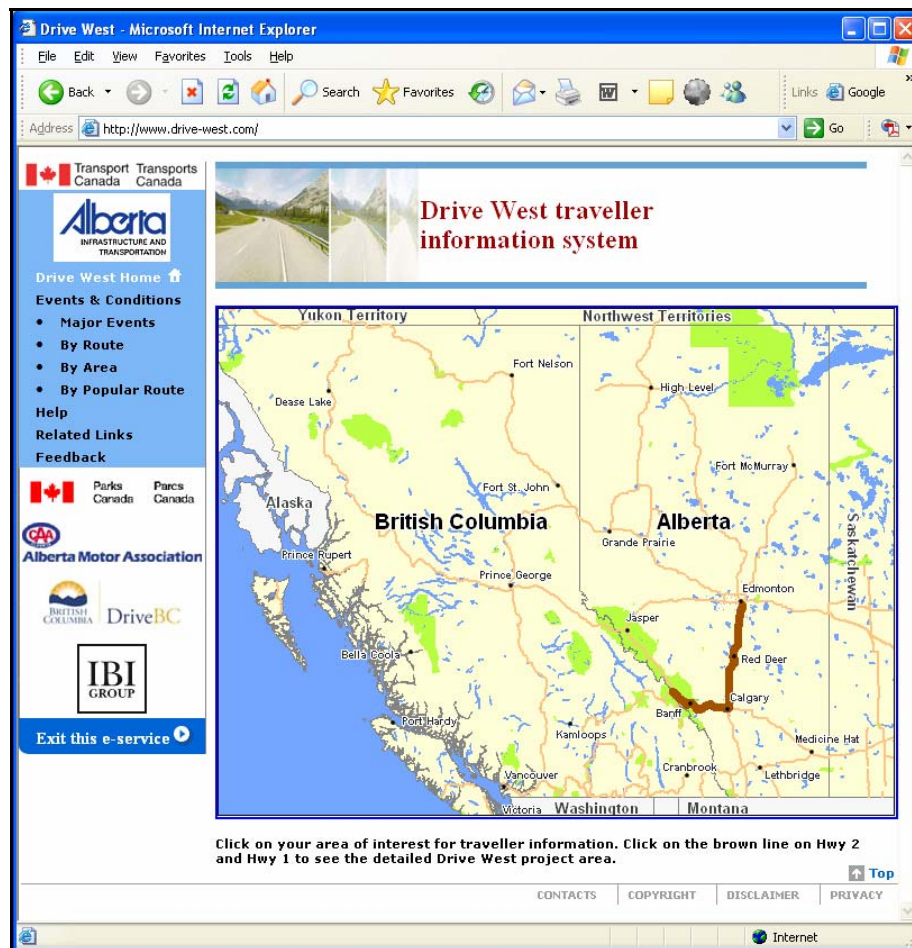 Drive West - Microsoft Internet Explorer
File Edit View Favorites Tools Help
Back Search Favorites Links Google
Address http://www.drive-west.com/ Go
Transport Transports
Canada Canada
Alberta
INFRASTRUCTURE AND
TRANSPORTATION
Drive West Home
Events & Conditions
• Major Events
• By Route
• By Area
• By Popular Route
Help
Related Links
Feedback
Parks Parcs
Canada Canada
CAA
Alberta Motor Association
BRITISH
COLUMBIA DriveBC
IBI
GROUP
Exit this e-service
Drive West traveller
information system
Yukon Territory Northwest Territories
Fort Nelson
High Level
Dease Lake
Fort McMurray
Fort St. John
Alaska
British Columbia Alberta
Saskatchewan
Grande Prairie
Prince Rupert
Prince George
Edmonton
Jasper
Bella Coola
Red Deer
Calgary
Banff
Port Hardy
Kamloops
Medicine Hat
Cranbrook
Vancouver
Lethbridge
Victoria Washington Montana
Click on your area of interest for traveller information. Click on the brown line on Hwy 2
and Hwy 1 to see the detailed Drive West project area.
Top
CONTACTS COPYRIGHT DISCLAIMER PRIVACY
Internet